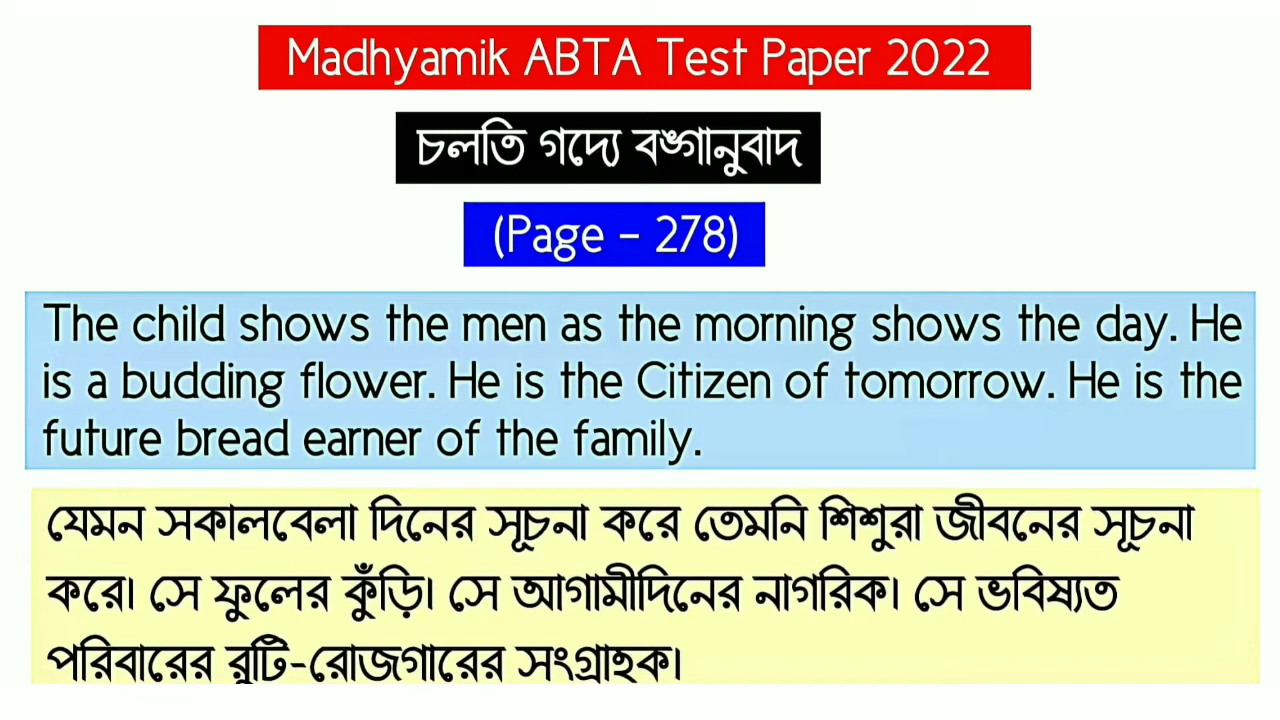 Madhyamik ABTA Test Paper 2022
চলতি গদ্যে বঙ্গানুবাদ
(Page – 278)
The child shows the men as the morning shows the day. He
is a budding flower. He is the Citizen of tomorrow. He is the
future bread earner of the family.
যেমন সকালবেলা দিনের সূচনা করে তেমনি শিশুরা জীবনের সূচনা
করে। সে ফুলের কুঁড়ি। সে আগামীদিনের নাগরিক। সে ভবিষ্যত
পরিবারের রুটি-রোজগারের সংগ্রাহক।